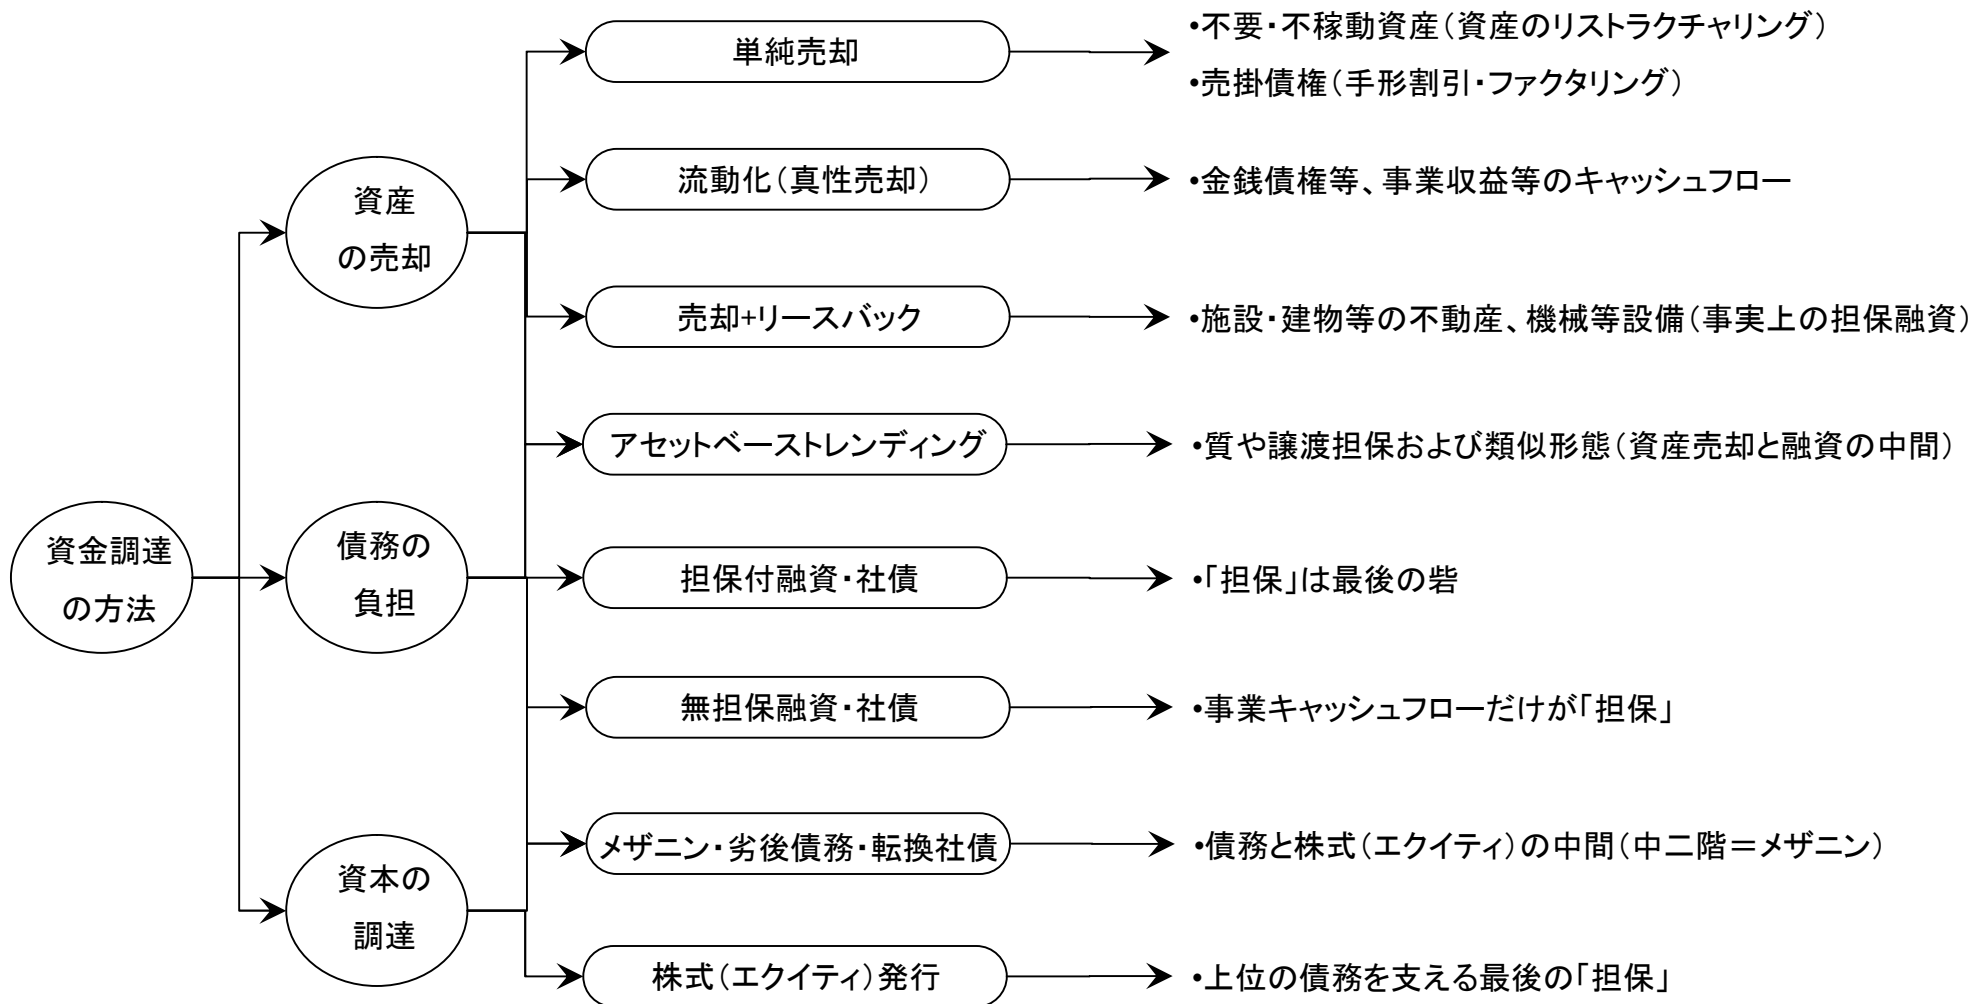 資金調達
の方法
資産
の売却
債務の
負担
資本の
調達
単純売却
•不要・不稼動資産（資産のリストラクチャリング）
•売掛債権（手形割引・ファクタリング）
流動化（真性売却）
•金銭債権等、事業収益等のキャッシュフロー
売却+リースバック
•施設・建物等の不動産、機械等設備（事実上の担保融資）
アセットベーストレンディング
•質や譲渡担保および類似形態（資産売却と融資の中間）
担保付融資・社債
•「担保」は最後の砦
無担保融資・社債
•事業キャッシュフローだけが「担保」
メザニン・劣後債務・転換社債
•債務と株式（エクイティ）の中間（中二階＝メザニン）
株式（エクイティ）発行
•上位の債務を支える最後の「担保」